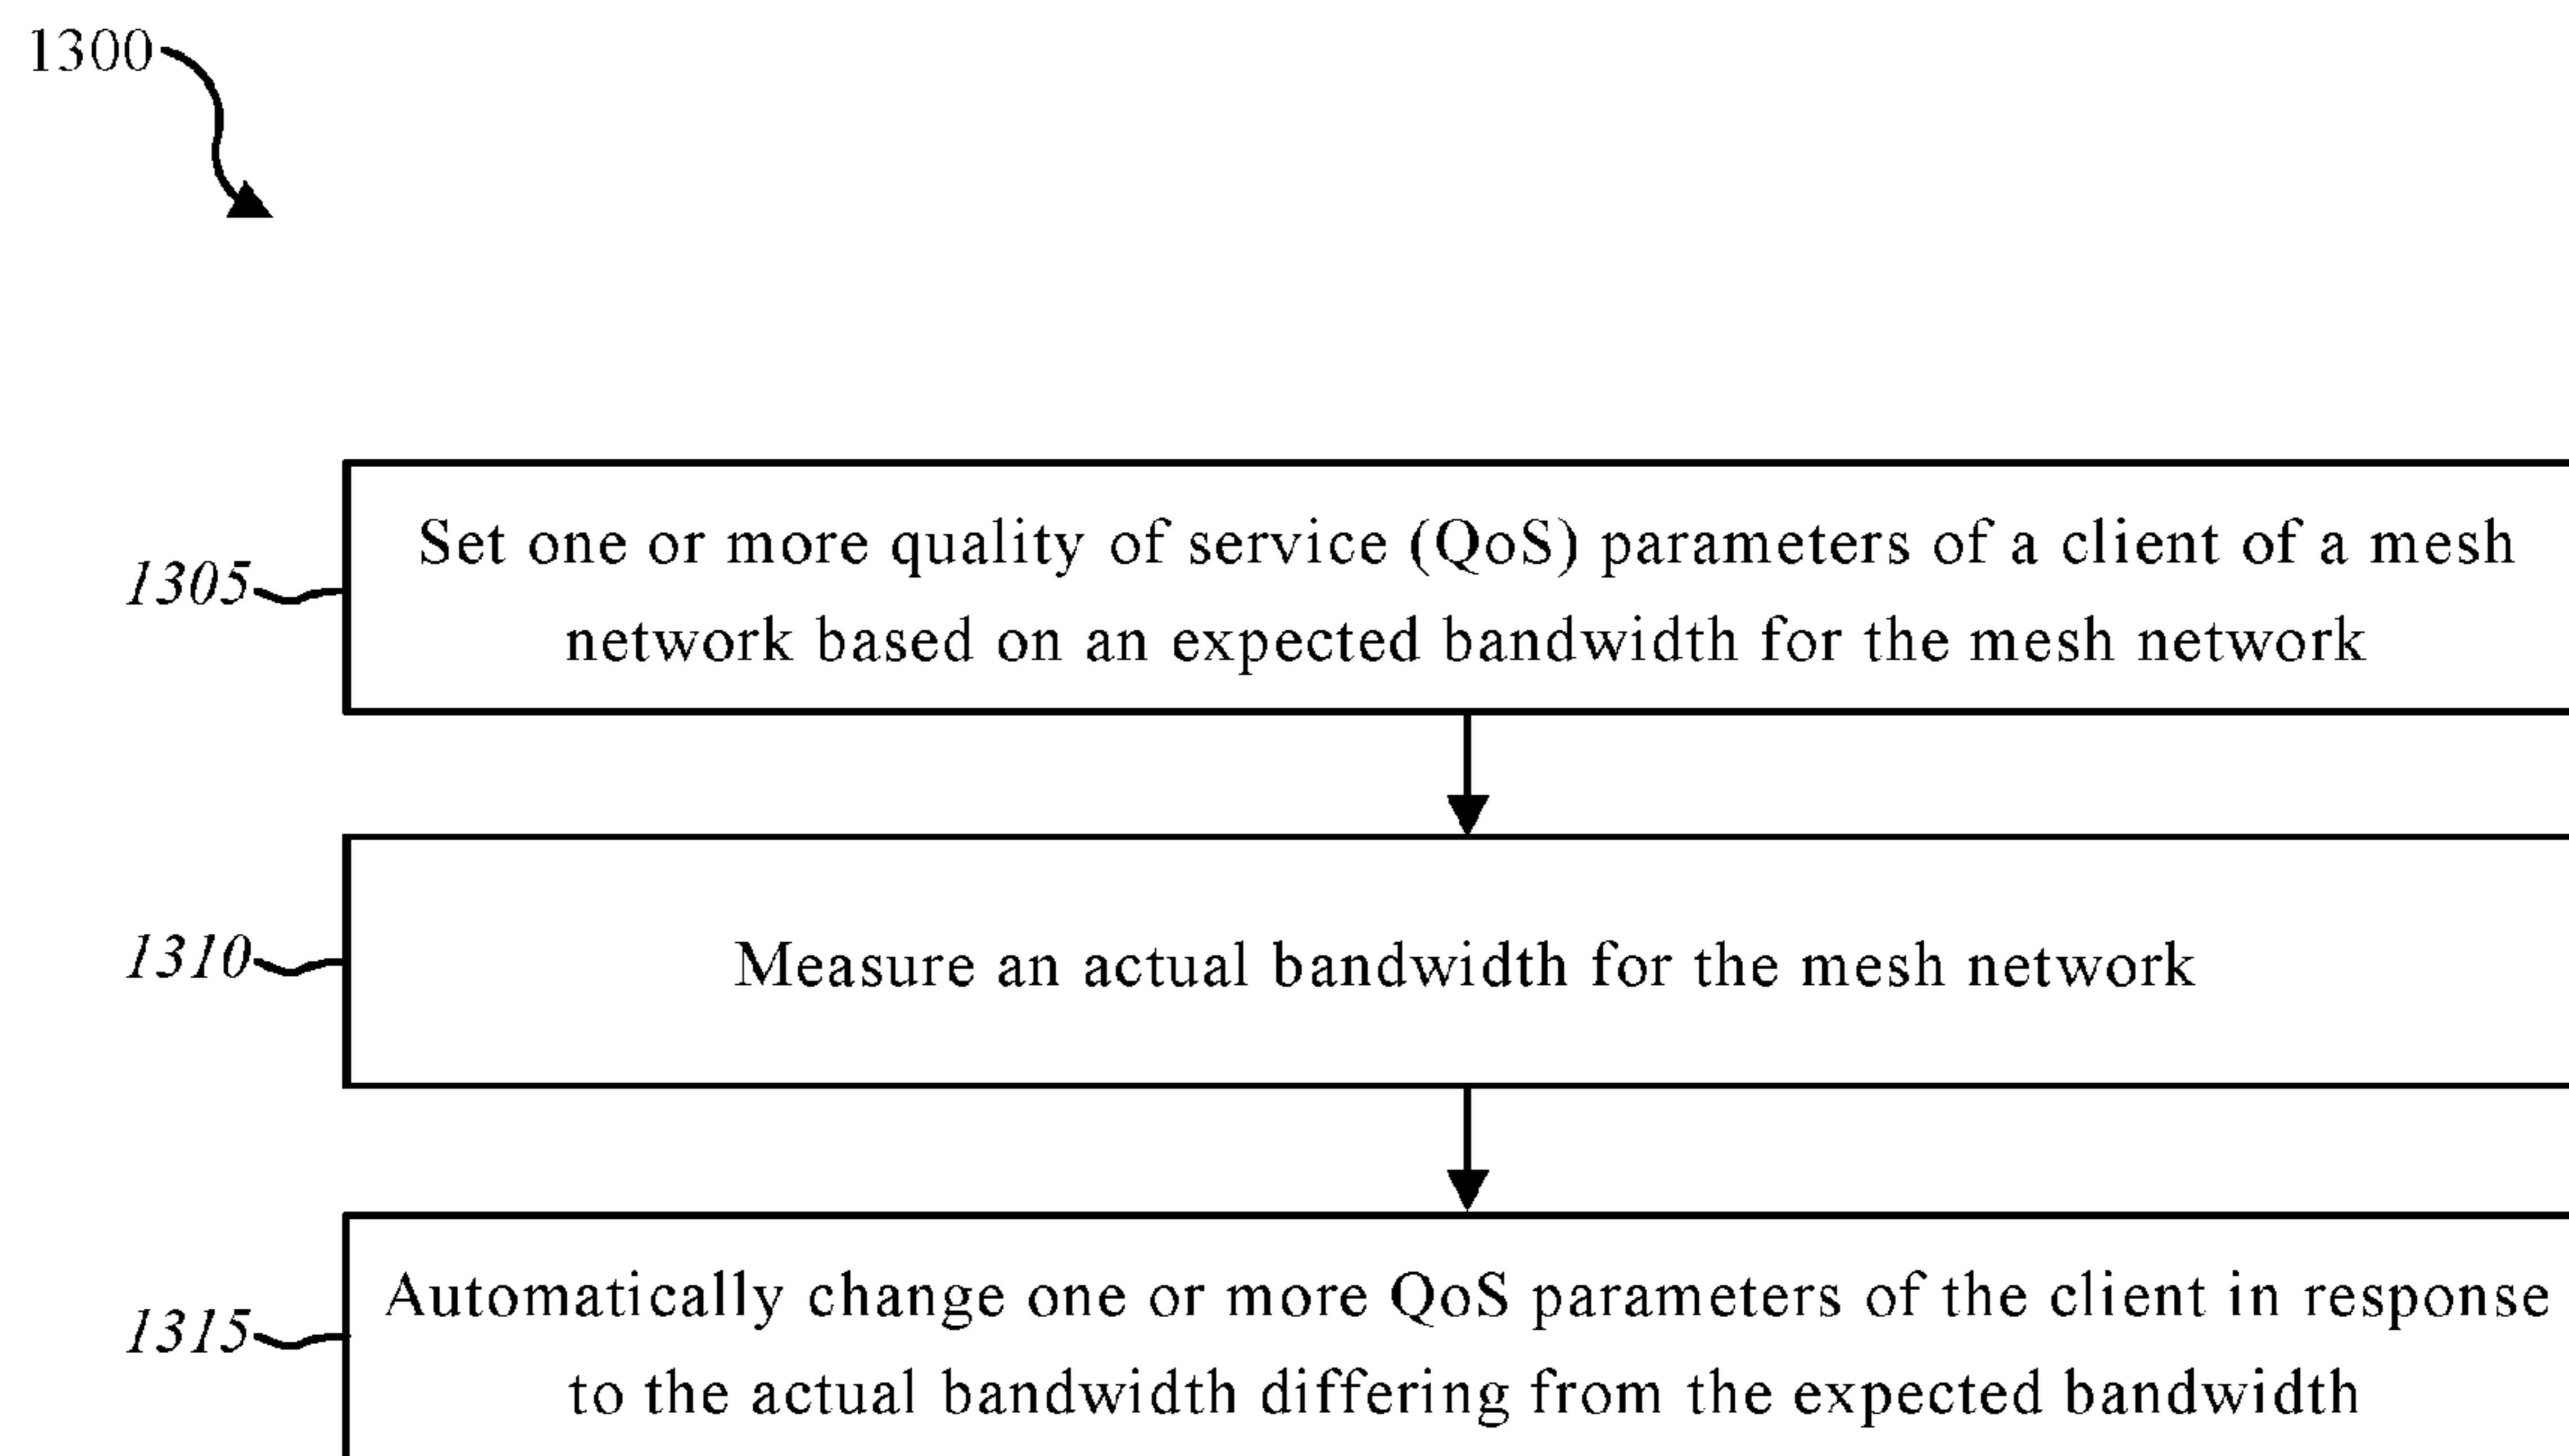 1300
Set one or more quality of service (QoS) parameters of a client of a mesh
1305
network based on an expected bandwidth for the mesh network
1310
Measure an actual bandwidth for the mesh network
Automatically change one or more QoS parameters of the client in response
1315
to the actual bandwidth differing from the expected bandwidth